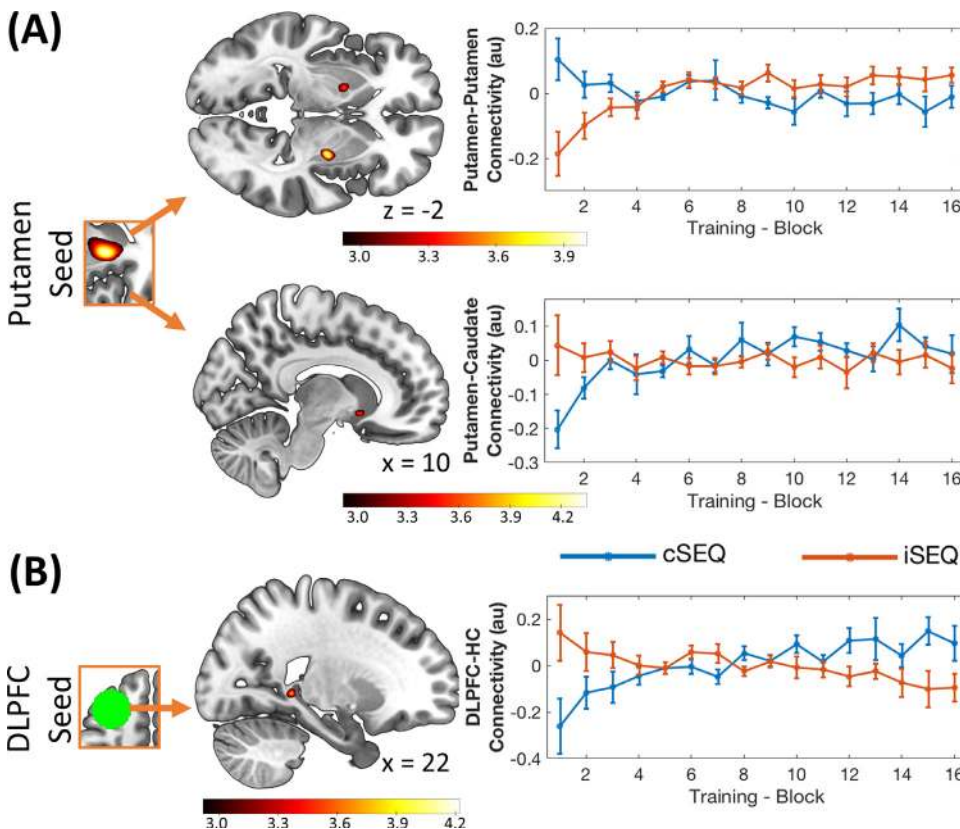 (A)
Putamen
Seed
z = -2
3.0 3.3 3.6 3.9
Putamen-Putamen
Connectivity (au)
0.2
0
-0.2
2 4 6 8 10 12 14 16
Training - Block
x = 10
3.0 3.3 3.6 3.9 4.2
Putamen-Caudate
Connectivity (au)
0.1
0
-0.1
-0.2
-0.3
2 4 6 8 10 12 14 16
Training - Block
cSEQ iSEQ
(B)
DLPFC
Seed
x = 22
3.0 3.3 3.6 3.9 4.2
DLPFC-HC
Connectivity (au)
0.2
0
-0.2
-0.4
2 4 6 8 10 12 14 16
Training - Block